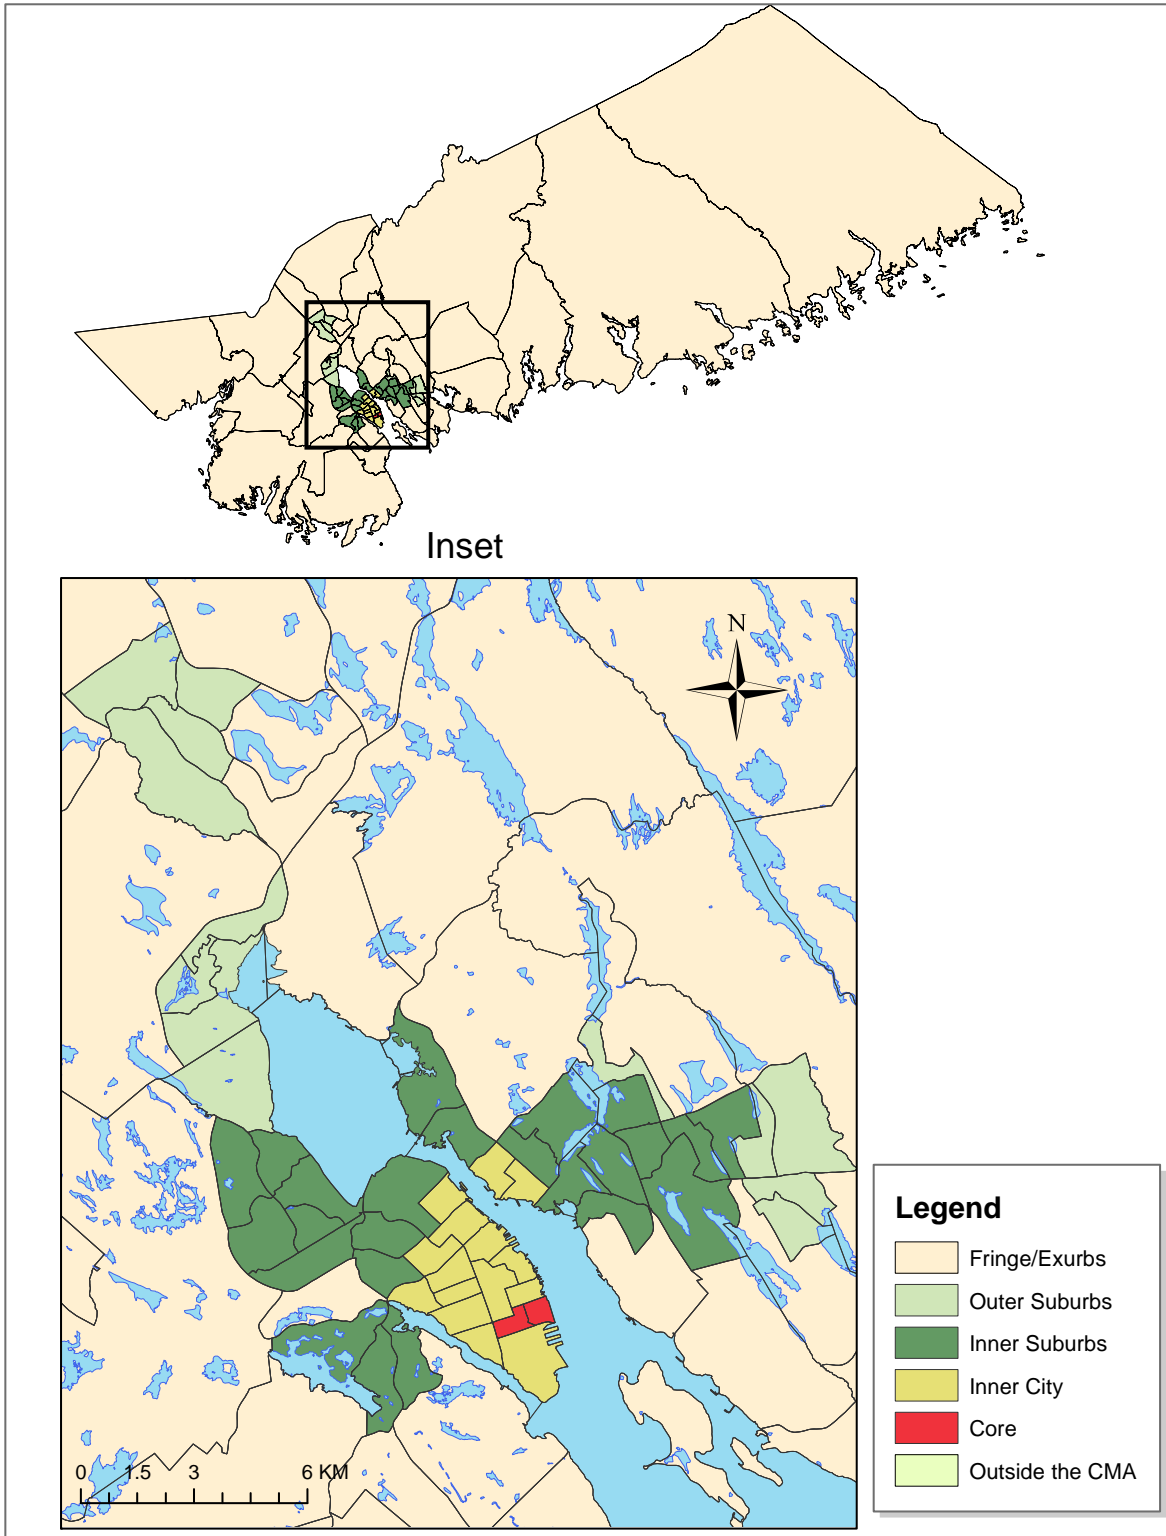 Inset
N
0 1.5 3 6 KM
Legend
Fringe/Exurbs
Outer Suburbs
Inner Suburbs
Inner City
Core
Outside the CMA